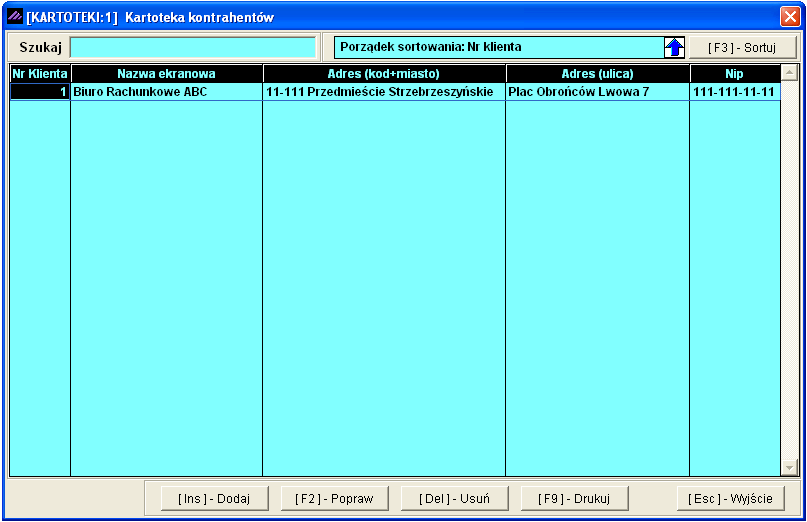 [KARTOTEKI:1] Kartoteka kontrahentów
Szukaj Porządek sortowania: Nr klienta [ F3 ] - Sortuj
Nr Klienta Nazwa ekranowa Adres (kod+miasto) Adres (ulica) Nip
1 Biuro Rachunkowe ABC 11-111 Przedmieście Strzebrzeszyńskie Plac Obrońców Lwowa 7 111-111-11-11
[ Ins ] - Dodaj [ F2 ] - Popraw [ Del ] - Usuń [ F9 ] - Drukuj [ Esc ] - Wyjście